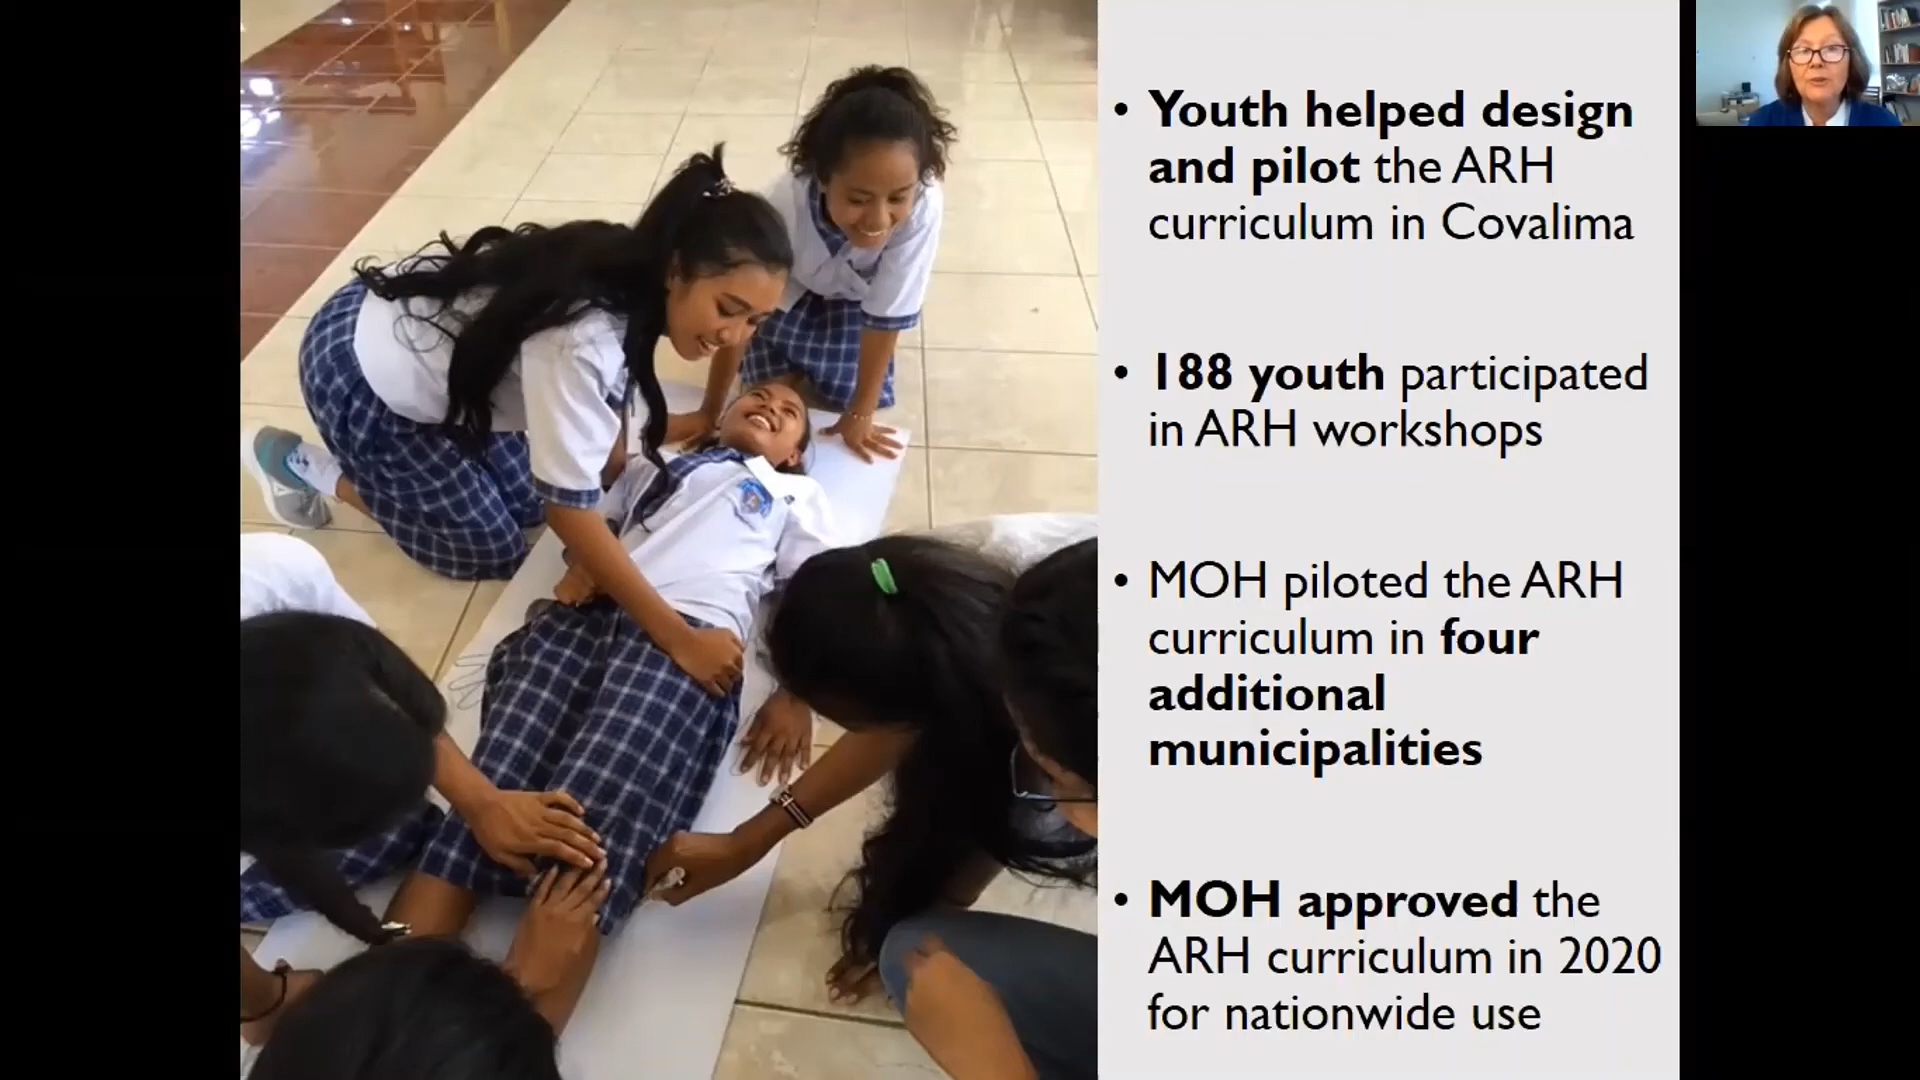 • Youth helped design
and pilot the ARH
curriculum in Covalima
• 188 youth participated
in ARH workshops
• MOH piloted the ARH
curriculum in four
additional
municipalities
• MOH approved the
ARH curriculum in 2020
for nationwide use